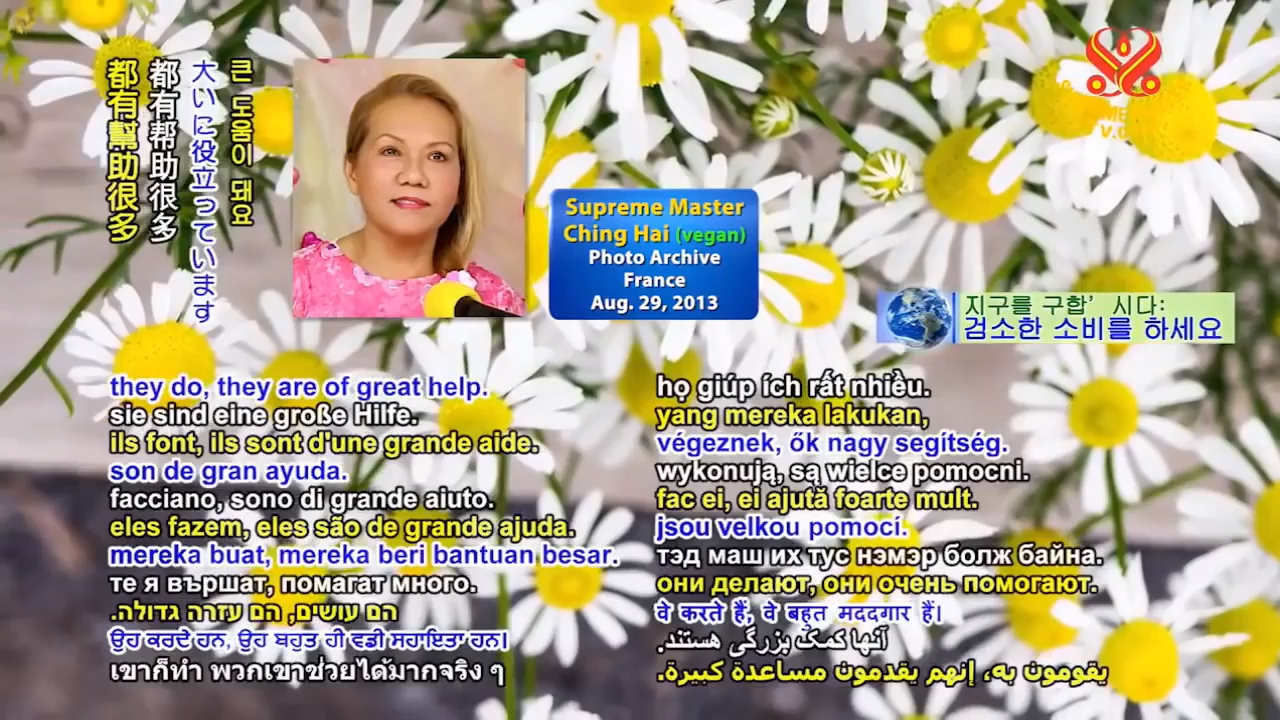 都有幫助很多
都有帮助很多
大いに役立っています
큰 도움이 돼요
Supreme Master
Ching Hai (vegan)
Photo Archive
France
Aug. 29, 2013
지구를 구합’시다:
검소한 소비를 하세요
they do, they are of great help.
sie sind eine große Hilfe.
ils font, ils sont d'une grande aide.
son de gran ayuda.
facciano, sono di grande aiuto.
eles fazem, eles são de grande ajuda.
mereka buat, mereka beri bantuan besar.
те я вършат, помагат много.
הם עושים, הם עזרה גדולה.
ਉਹ ਕਰਦੇ ਹਨ, ਉਹ ਬਹੁਤ ਹੀ ਵਡੀ ਸਹਾਇਤਾ ਹਨ।
เขาก็ทำ พวกเขาช่วยได้มากจริง ๆ
họ giúp ích rất nhiều.
yang mereka lakukan,
végeznek, ők nagy segítség.
wykonują, są wielce pomocni.
fac ei, ei ajută foarte mult.
jsou velkou pomocí.
тэд маш их тус нэмэр болж байна.
они делают, они очень помогают.
वे करते हैं, वे बहुत मददगार हैं।
آنها کمک بزرگی هستند.
يقومون به، إنهم يقدمون مساعدة كبيرة.